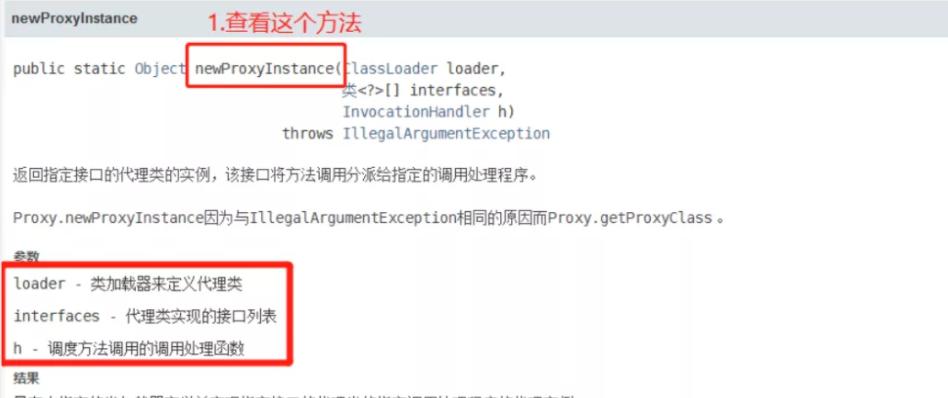 newProxyInstance
1.查看这个方法
public static Object newProxyInstance(ClassLoader loader,
类<?>[] interfaces,
InvocationHandler h)
throws IllegalArgumentException
返回指定接口的代理类的实例，该接口将方法调用分派给指定的调用处理程序。
Proxy.newProxyInstance因为与IllegalArgumentException相同的原因而Proxy.getProxyClass 。
参数
loader - 类加载器来定义代理类
interfaces - 代理类实现的接口列表
h - 调度方法调用的调用处理函数
结果